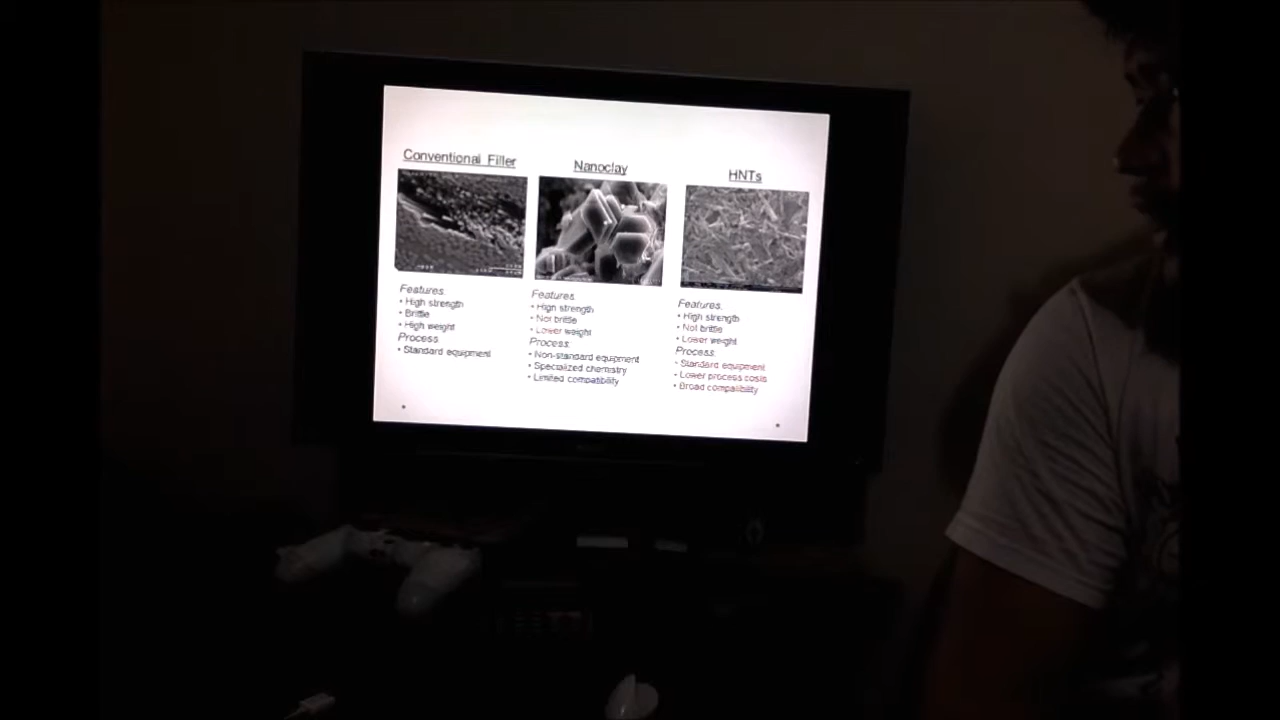 Conventional Filler
Features:
• High strength
• Brittle
• High weight
Process:
• Standard equipment
Nanoclay
Features:
• High strength
• Not brittle
• Lower weight
Process:
• Non-standard equipment
• Specialized chemistry
• Limited compatibility
HNTs
Features:
• High strength
• Not brittle
• Lower weight
Process:
• Standard equipment
• Lower process costs
• Broad compatibility